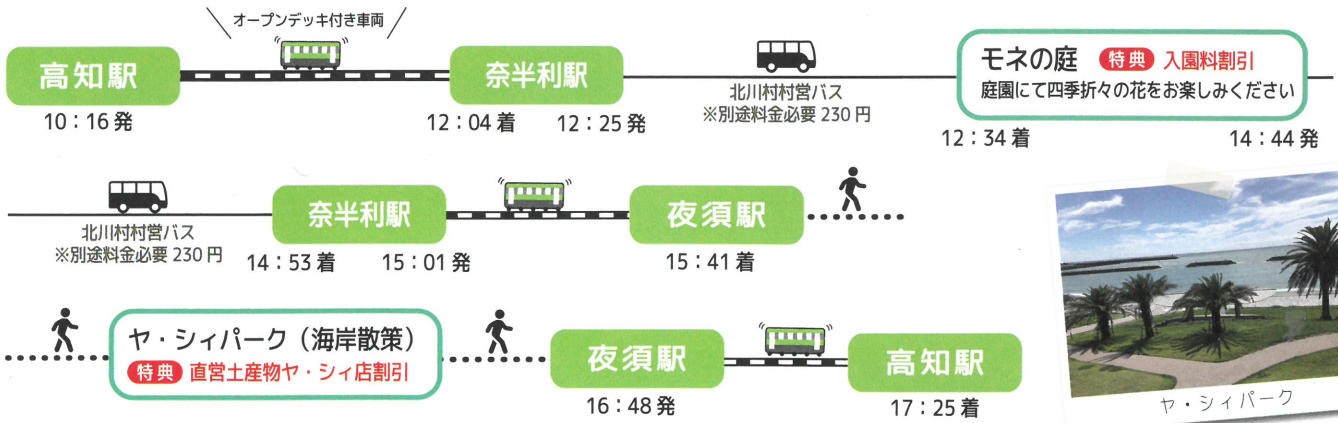 オープンデッキ付き車両
高知駅
10：16 発
奈半利駅
12：04 着 12：25 発
北川村村営バス
※別途料金必要 230 円
モネの庭 特典 入園料割引
庭園にて四季折々の花をお楽しみください
12：34 着 14：44 発
北川村村営バス
※別途料金必要 230 円
奈半利駅
14：53 着 15：01 発
夜須駅
15：41 着
ヤ・シィパーク（海岸散策）
特典 直営土産物ヤ・シィ店割引
夜須駅
16：48 発
高知駅
17：25 着
ヤ・シィパーク